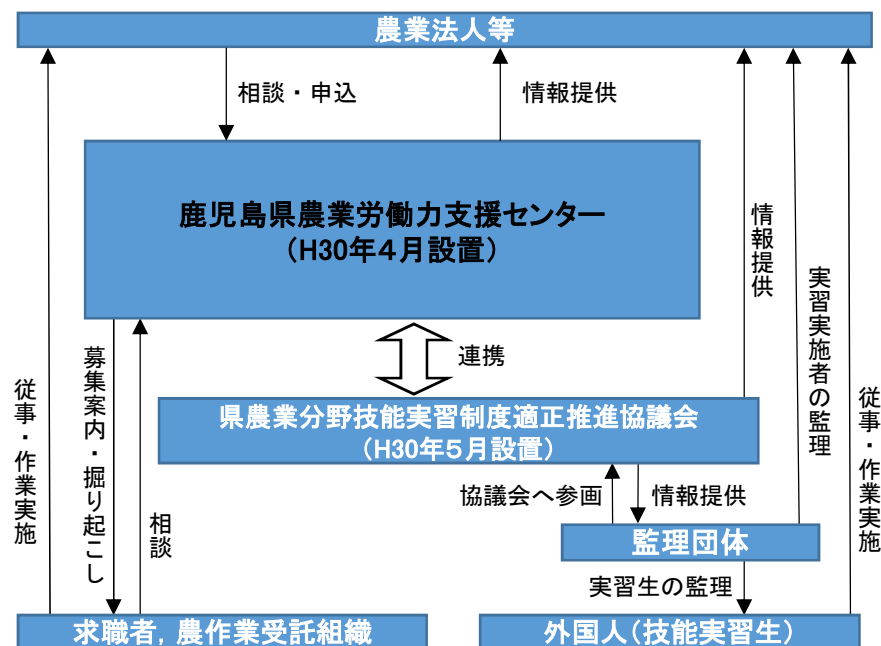 農業法人等
相談・申込
情報提供
鹿児島県農業労働力支援センター
（H30年４月設置）
情報提供
実習実施者の監理
連携
募集案内・掘り起こし
従事・作業実施
従事・作業実施
県農業分野技能実習制度適正推進協議会
（H30年５月設置）
協議会へ参画
情報提供
相談
監理団体
実習生の監理
求職者，農作業受託組織
外国人（技能実習生）